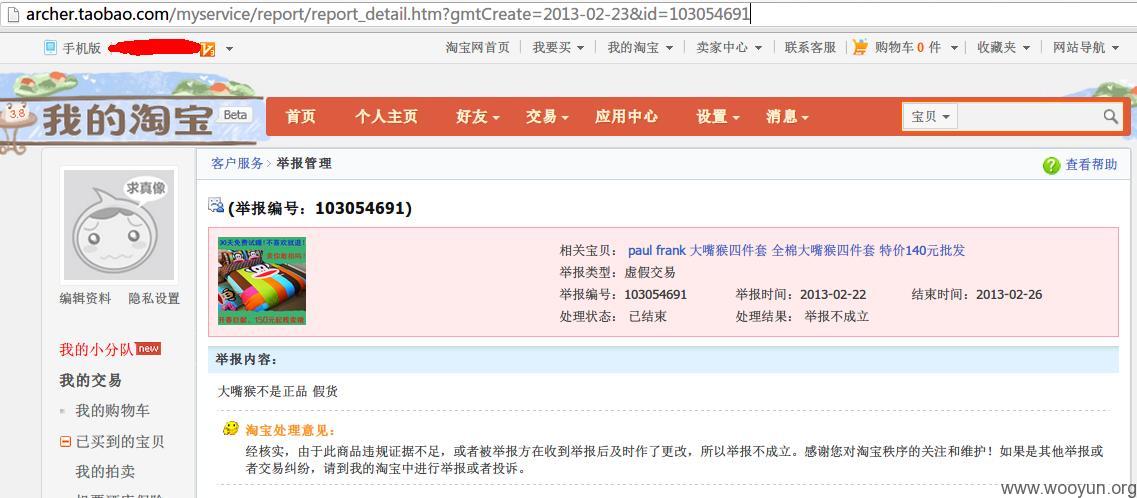 archer.taobao.com/myservice/report/report_detail.htm?gmtCreate=2013-02-23&id=103054691
手机版 淘宝网首页 我要买 我的淘宝 卖家中心 联系客服 购物车 0 件 收藏夹 网站导航
3.8 我的淘宝 Beta
首页 个人主页 好友 交易 应用中心 设置 消息 宝贝
求真像
编辑资料 隐私设置
我的小分队 new
我的交易
我的购物车
已买到的宝贝
我的拍卖
客户服务 > 举报管理 查看帮助
(举报编号：103054691)
30天免费试睡!不喜欢就退!
相关宝贝： paul frank 大嘴猴四件套 全棉大嘴猴四件套 特价140元批发
举报类型：虚假交易
举报编号：103054691 举报时间：2013-02-22 结束时间：2013-02-26
处理状态： 已结束 处理结果： 举报不成立
举报内容：
大嘴猴不是正品 假货
淘宝处理意见：
经核实，由于此商品违规证据不足，或者被举报方在收到举报后及时作了更改，所以举报不成立。感谢您对淘宝秩序的关注和维护！如果是其他举报或
者交易纠纷，请到我的淘宝中进行举报或者投诉。
www.wooyun.org